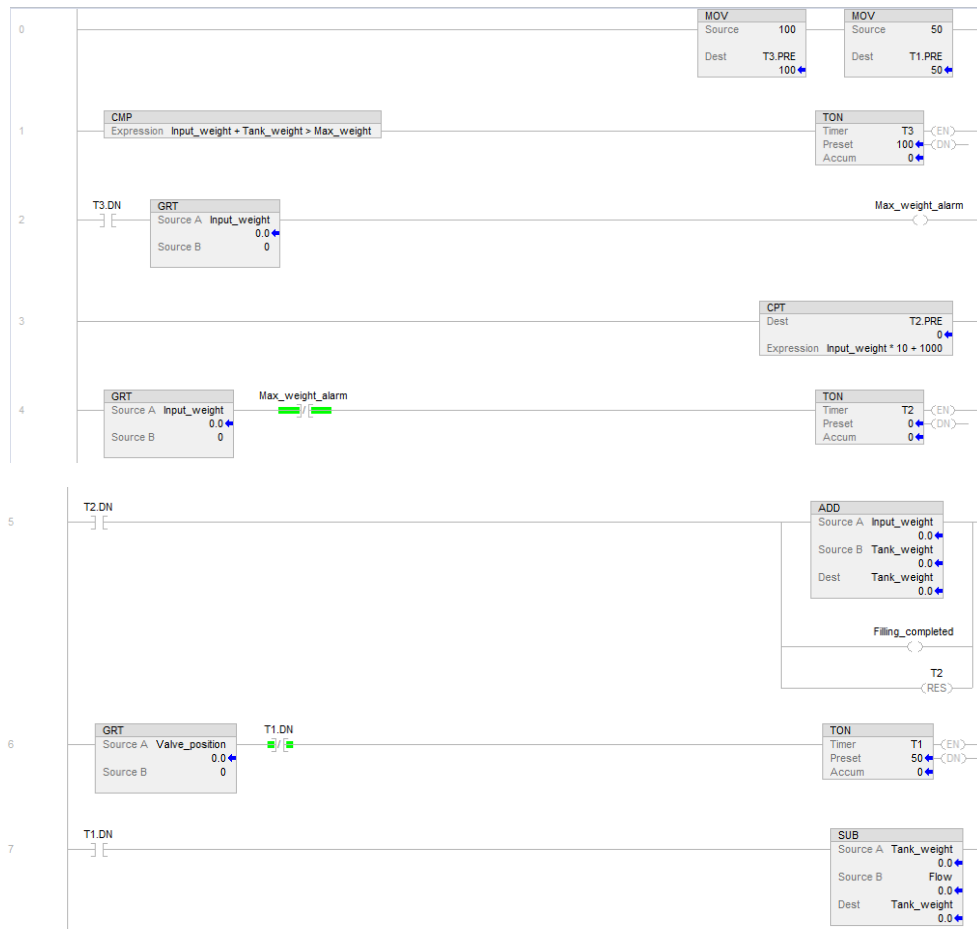 0
MOV
Source 100
Dest T3.PRE
100
MOV
Source 50
Dest T1.PRE
50
1
CMP
Expression Input_weight + Tank_weight > Max_weight
TON
Timer T3
Preset 100
Accum 0
(EN)
(DN)
2
T3.DN
GRT
Source A Input_weight
0.0
Source B 0
Max_weight_alarm
3
CPT
Dest T2.PRE
0
Expression Input_weight * 10 + 1000
4
GRT
Source A Input_weight
0.0
Source B 0
Max_weight_alarm
TON
Timer T2
Preset 0
Accum 0
(EN)
(DN)
5
T2.DN
ADD
Source A Input_weight
0.0
Source B Tank_weight
0.0
Dest Tank_weight
0.0
Filling_completed
T2
(RES)
6
GRT
Source A Valve_position
0.0
Source B 0
T1.DN
TON
Timer T1
Preset 50
Accum 0
(EN)
(DN)
7
T1.DN
SUB
Source A Tank_weight
0.0
Source B Flow
0.0
Dest Tank_weight
0.0